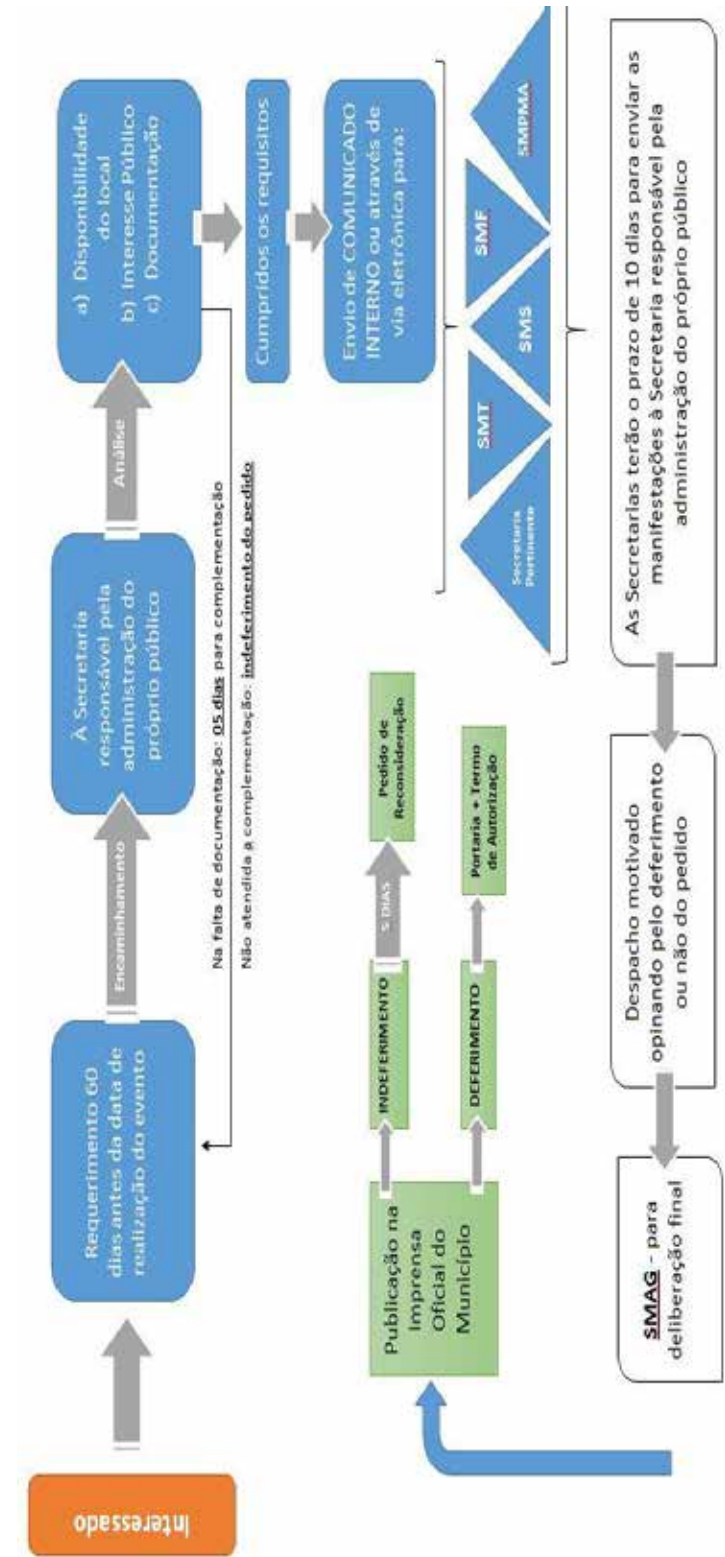 Interessado
Requerimento 60
dias antes da data de
realização do evento
Encaminhamento
À Secretaria
responsável pela
administração do
próprio público
Análise
a) Disponibilidade
do local
b) Interesse Público
c) Documentação
Na falta de documentação: 05 dias para complementação
Não atendida a complementação: indeferimento do pedido
Cumpridos os requisitos
Envio de COMUNICADO
INTERNO ou através de
via eletrônica para:
Secretaria
Pertinente
SMT
SMS
SMF
SMPMA
As Secretarias terão o prazo de 10 dias para enviar as
manifestações à Secretaria responsável pela
administração do próprio público
Despacho motivado
opinando pelo deferimento
ou não do pedido
SMAG - para
deliberação final
Publicação na
Imprensa
Oficial do
Município
INDEFERIMENTO
5 DIAS
Pedido de
Reconsideração
DEFERIMENTO
Portaria + Termo
de Autorização